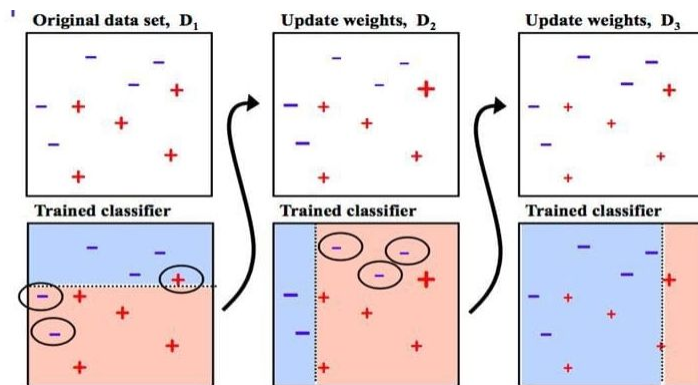 Original data set, D₁
Update weights, D₂
Update weights, D₃
Trained classifier
Trained classifier
Trained classifier